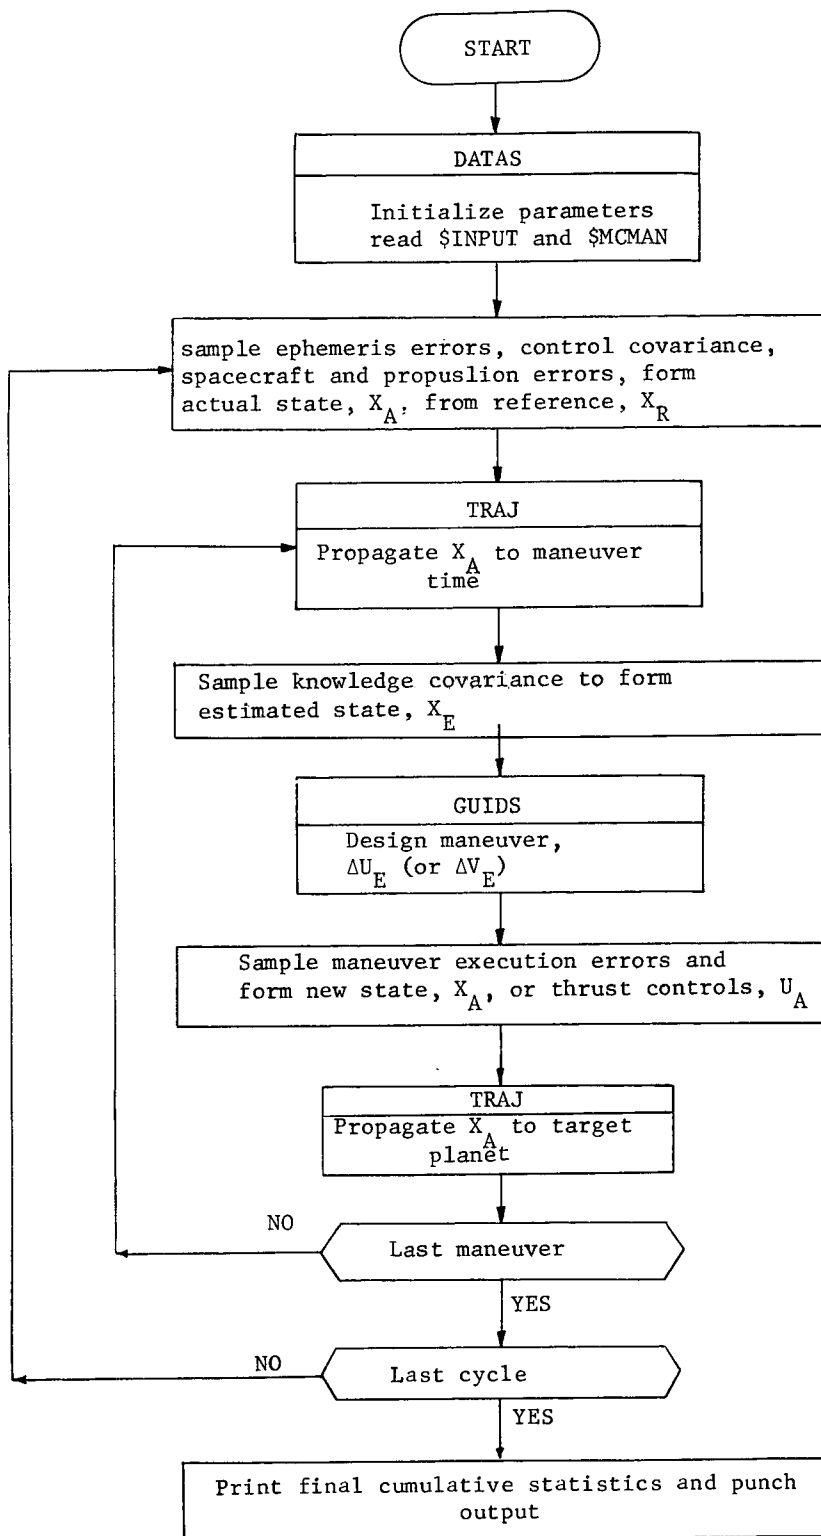 START
DATAS
Initialize parameters
read $INPUT and $MCMAN
sample ephemeris errors, control covariance,
spacecraft and propuslion errors, form
actual state, X_A, from reference, X_R
TRAJ
Propagate X_A to maneuver
time
Sample knowledge covariance to form
estimated state, X_E
GUIDS
Design maneuver,
ΔU_E (or ΔV_E)
Sample maneuver execution errors and
form new state, X_A, or thrust controls, U_A
TRAJ
Propagate X_A to target
planet
NO
Last maneuver
YES
NO
Last cycle
YES
Print final cumulative statistics and punch
output